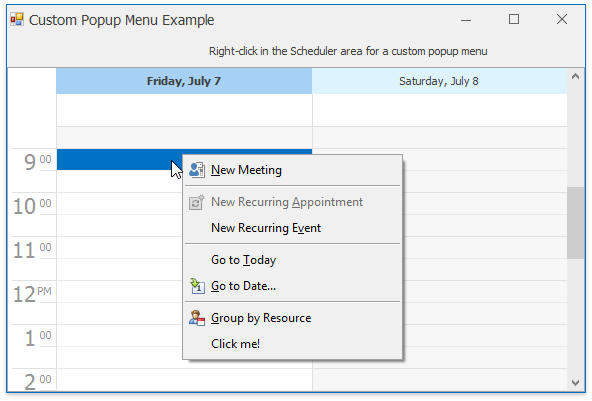 Custom Popup Menu Example
Right-click in the Scheduler area for a custom popup menu
Friday, July 7
Saturday, July 8
9 00
New Meeting
10 00
New Recurring Appointment
New Recurring Event
11 00
Go to Today
12 PM
Go to Date...
1 00
Group by Resource
Click me!
2 00